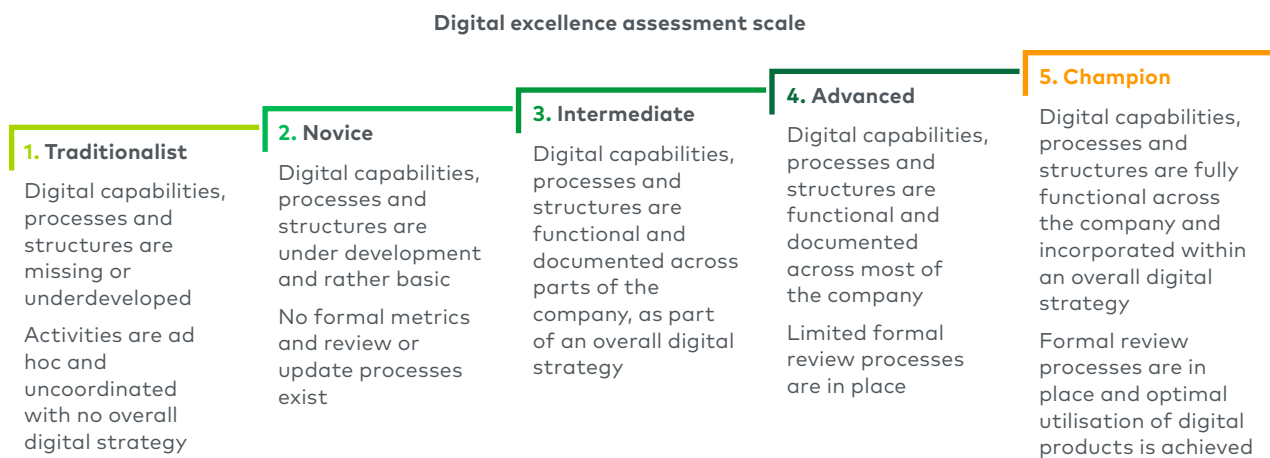 Digital excellence assessment scale
1. Traditionalist
Digital capabilities,
processes and
structures are
missing or
underdeveloped
Activities are ad
hoc and
uncoordinated
with no overall
digital strategy
2. Novice
Digital capabilities,
processes and
structures are
under development
and rather basic
No formal metrics
and review or
update processes
exist
3. Intermediate
Digital capabilities,
processes and
structures are
functional and
documented across
parts of the
company, as part
of an overall digital
strategy
4. Advanced
Digital capabilities,
processes and
structures are
functional and
documented
across most of
the company
Limited formal
review processes
are in place
5. Champion
Digital capabilities,
processes and
structures are fully
functional across
the company and
incorporated within
an overall digital
strategy
Formal review
processes are in
place and optimal
utilisation of digital
products is achieved